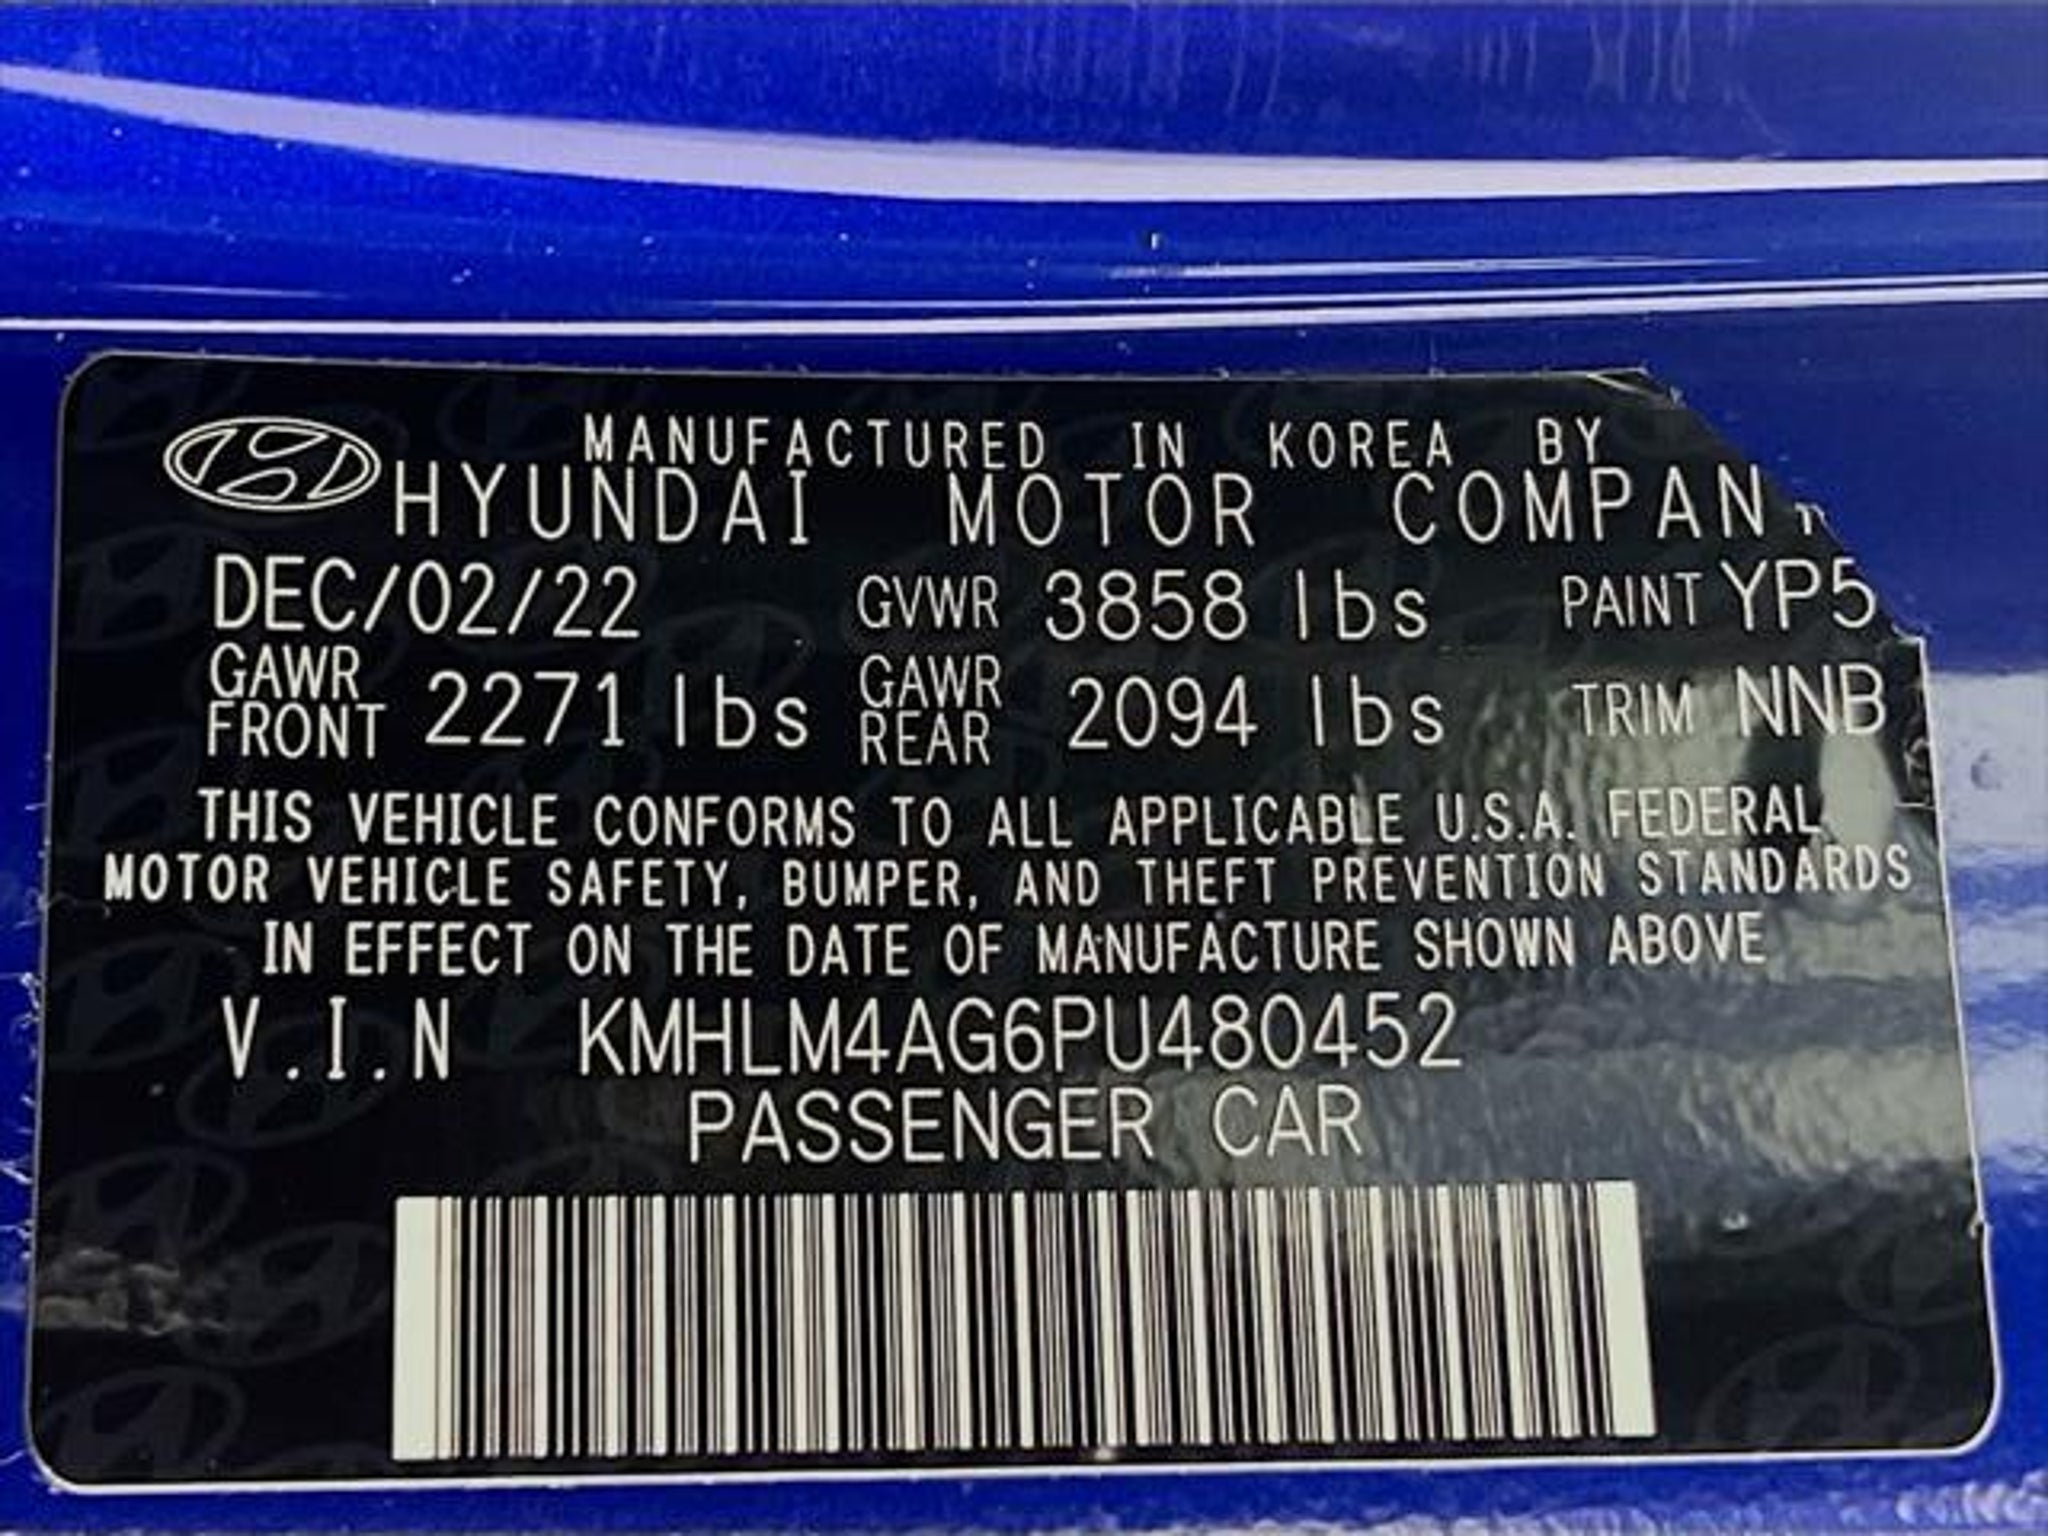 MANUFACTURED IN KOREA BY
HYUNDAI MOTOR COMPAN
DEC/02/22 GVWR 3858 lbs PAINT YP5
GAWR FRONT 2271 lbs GAWR REAR 2094 lbs TRIM NNB
THIS VEHICLE CONFORMS TO ALL APPLICABLE U.S.A. FEDERAL
MOTOR VEHICLE SAFETY, BUMPER, AND THEFT PREVENTION STANDARDS
IN EFFECT ON THE DATE OF MANUFACTURE SHOWN ABOVE
V.I.N KMHLM4AG6PU480452
PASSENGER CAR